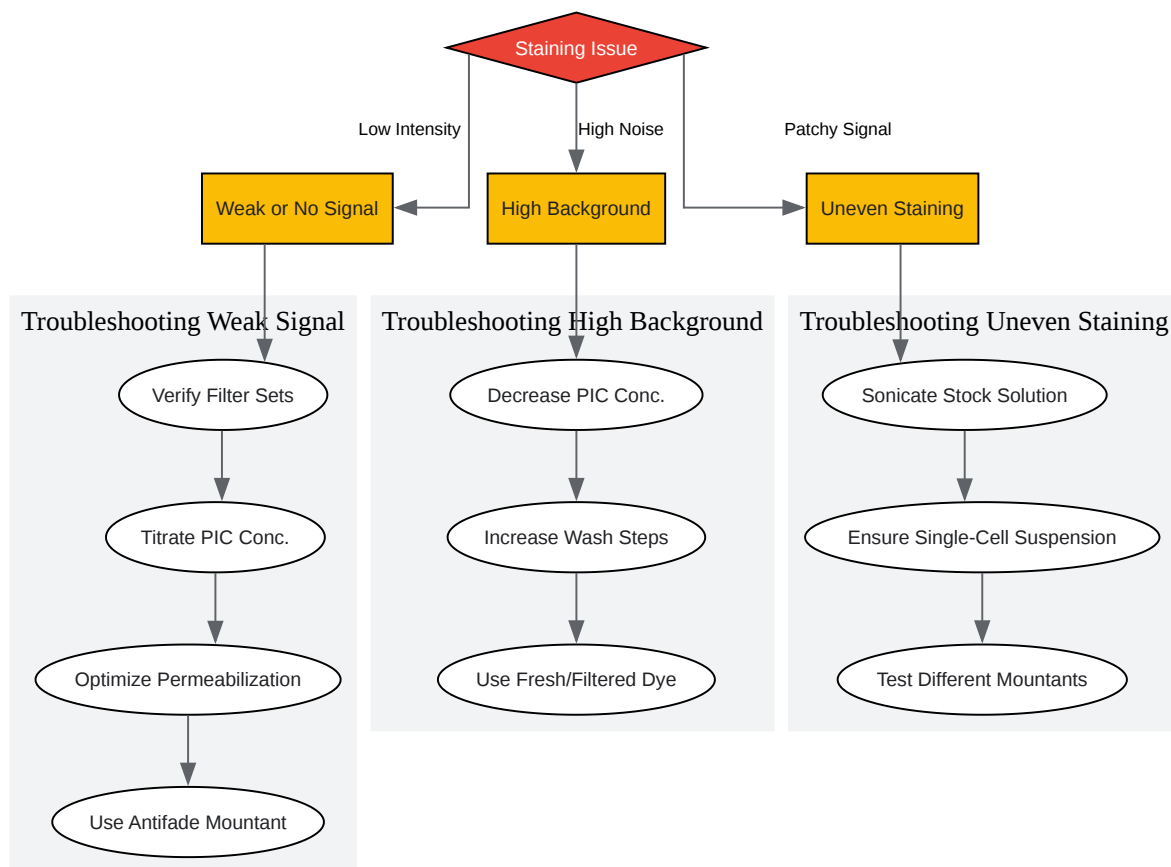 Staining Issue
Low Intensity
High Noise
Patchy Signal
Weak or No Signal
High Background
Uneven Staining
Troubleshooting Weak Signal
Troubleshooting High Background
Troubleshooting Uneven Staining
Verify Filter Sets
Decrease PIC Conc.
Sonicate Stock Solution
Titrate PIC Conc.
Increase Wash Steps
Ensure Single-Cell Suspension
Optimize Permeabilization
Use Fresh/Filtered Dye
Test Different Mountants
Use Antifade Mountant